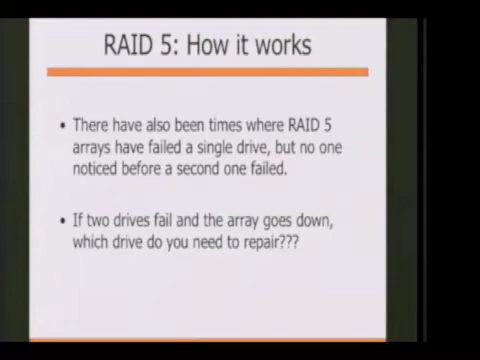 RAID 5: How it works
• There have also been times where RAID 5
arrays have failed a single drive, but no one
noticed before a second one failed.
• If two drives fail and the array goes down,
which drive do you need to repair???